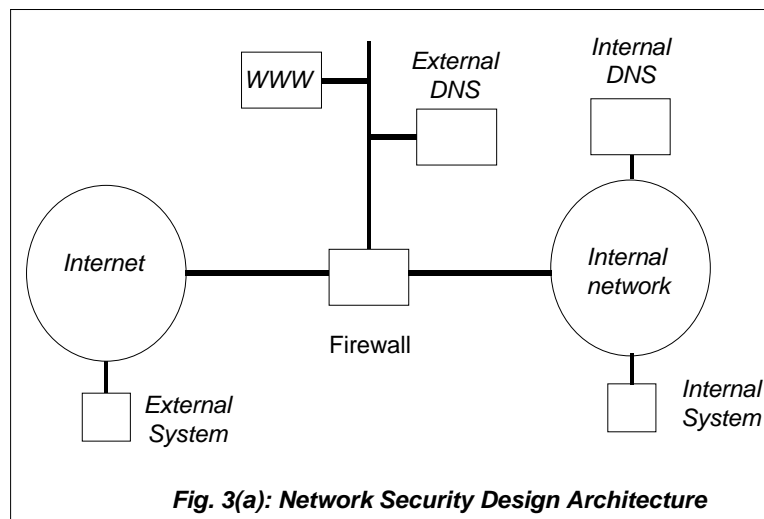 WWW
External
DNS
Internal
DNS
Internet
Internal
network
Firewall
External
System
Internal
System
Fig. 3(a): Network Security Design Architecture